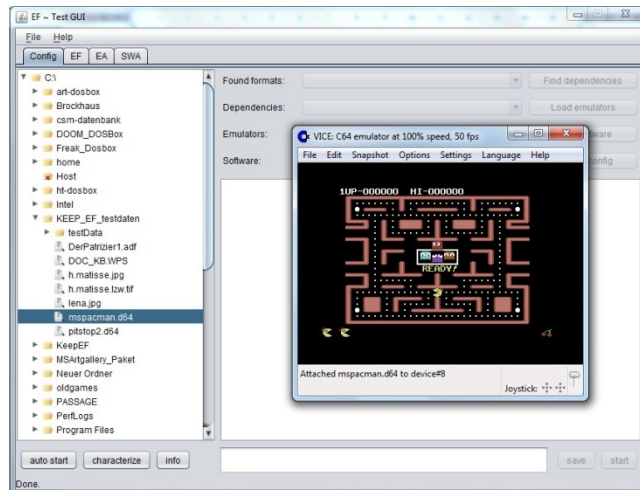 EF ~ Test GUI
File Help
Config EF EA SWA
C:\
art-dosbox
Brockhaus
csm-datenbank
DOOM_DOSBox
Freak_Dosbox
home
Host
ht-dosbox
Intel
KEEP_EF_testdaten
testData
DerPatrizier1.adf
DOC_KB.WPS
h.matisse.jpg
h.matisse.lzw.tif
lena.jpg
mspacman.d64
pitstop2.d64
KeepEF
MSArtgallery_Paket
Neuer Ordner
oldgames
PASSAGE
PerfLogs
Program Files
Found formats: Find dependencies
Dependencies: Load emulators
Emulators: ware
Software: config
VICE: C64 emulator at 100% speed, 50 fps
File Edit Snapshot Options Settings Language Help
1UP-000000 HI-000000
READY!
Attached mspacman.d64 to device#8
Joystick:
auto start characterize info save start
Done.